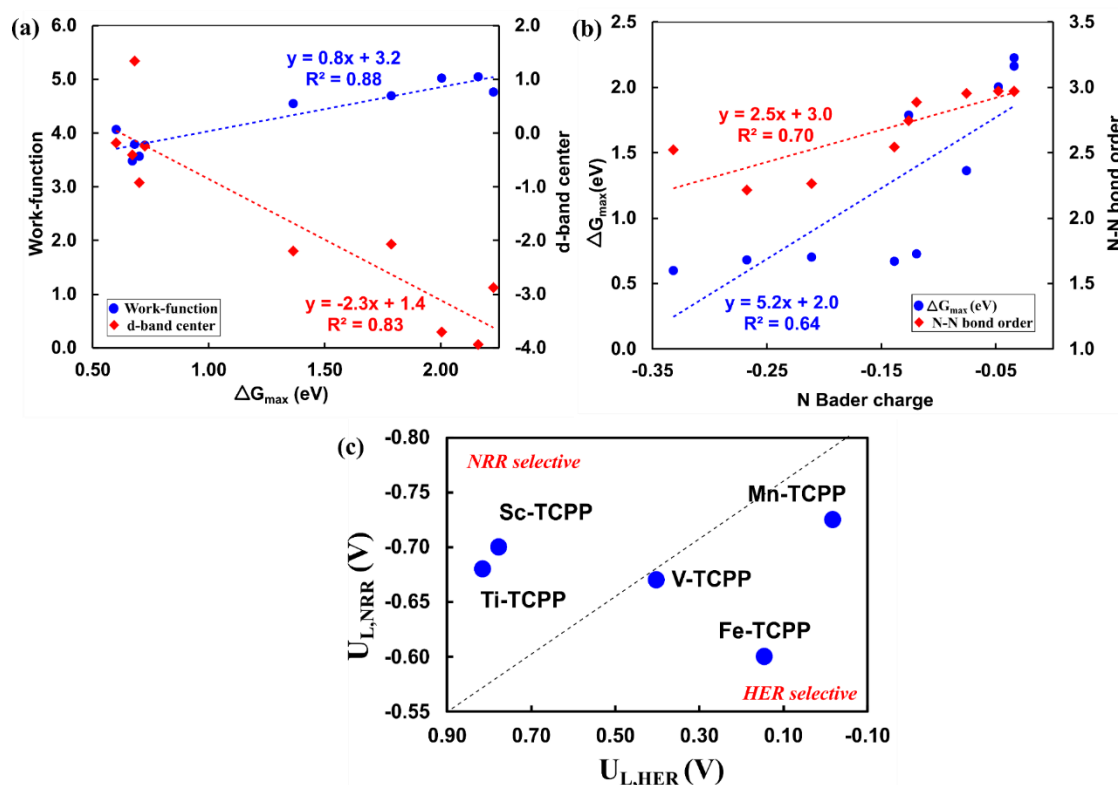 (a)
6.0
5.0
4.0
3.0
2.0
1.0
0.0
Work-function
y = 0.8x + 3.2
R² = 0.88
y = -2.3x + 1.4
R² = 0.83
Work-function
d-band center
2.0
1.0
0.0
-1.0
-2.0
-3.0
-4.0
d-band center
0.50
1.00
1.50
2.00
△Gmax (eV)
(b)
2.5
2.0
1.5
1.0
0.5
0.0
△Gmax(eV)
y = 2.5x + 3.0
R² = 0.70
y = 5.2x + 2.0
R² = 0.64
△Gmax (eV)
N-N bond order
3.5
3.0
2.5
2.0
1.5
1.0
N-N bond order
-0.35
-0.25
-0.15
-0.05
N Bader charge
(c)
-0.80
-0.75
-0.70
-0.65
-0.60
-0.55
UL,NRR (V)
NRR selective
Mn-TCPP
Sc-TCPP
Ti-TCPP
V-TCPP
Fe-TCPP
HER selective
0.90
0.70
0.50
0.30
0.10
-0.10
UL,HER (V)